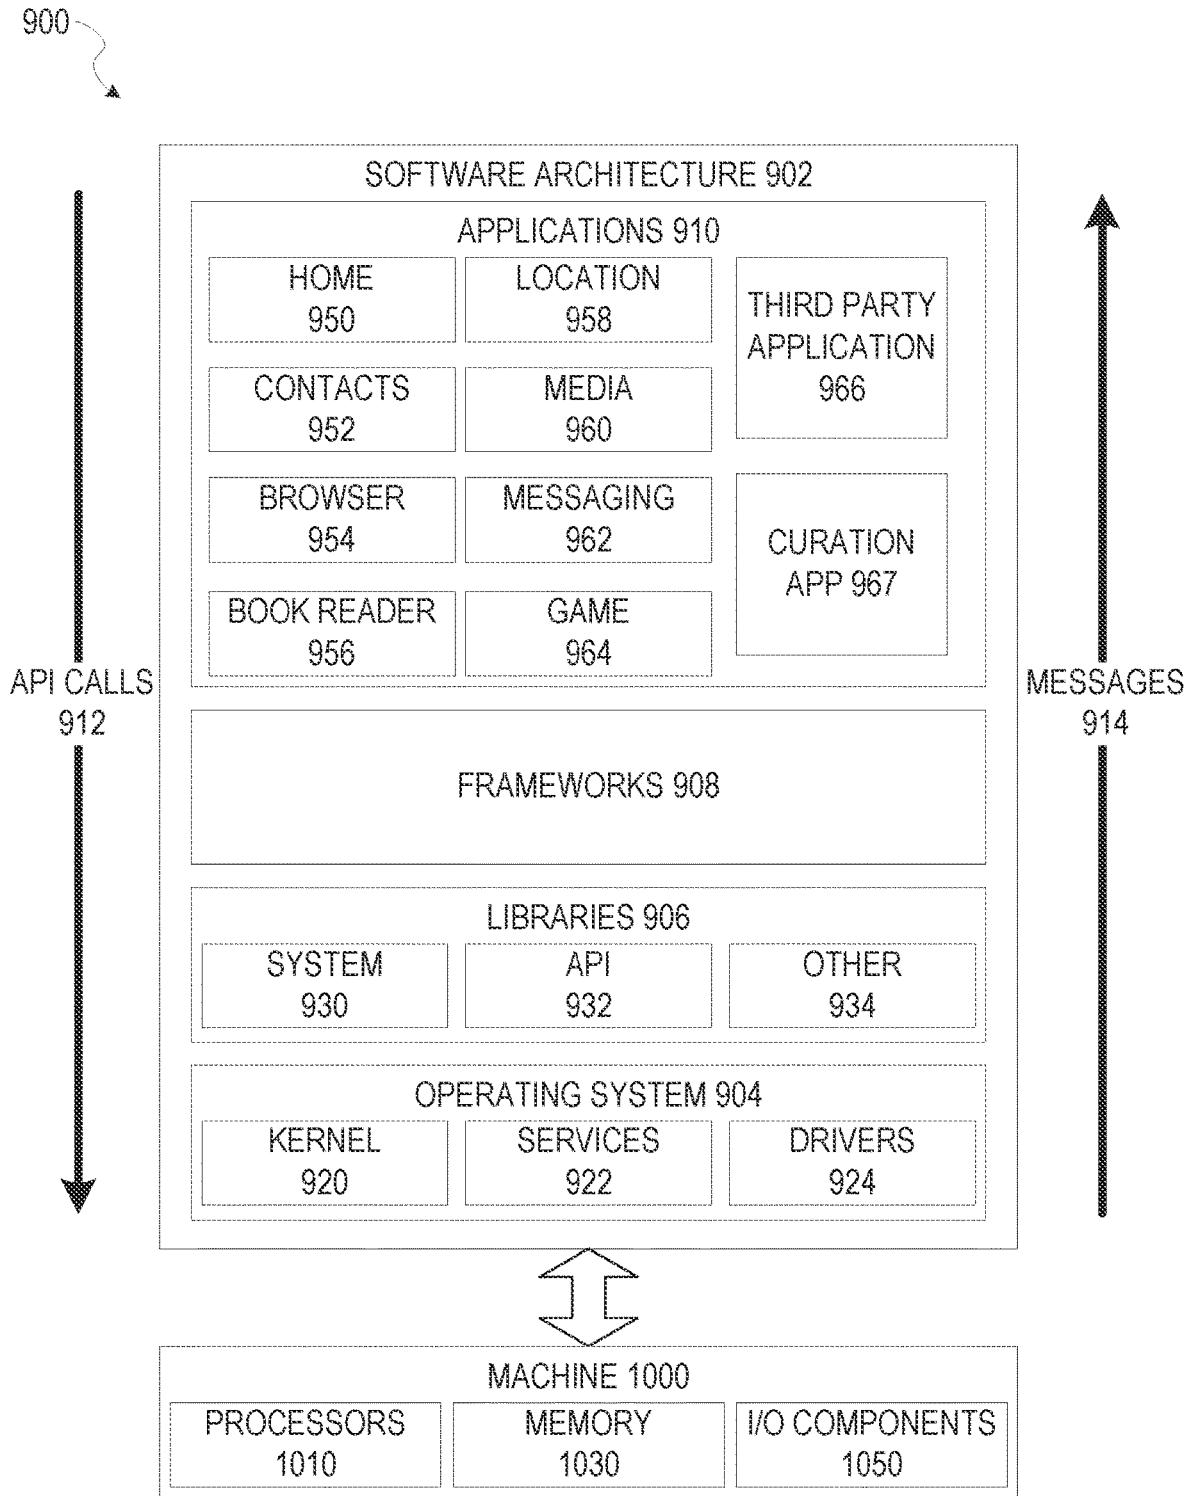 900
SOFTWARE ARCHITECTURE 902
APPLICATIONS 910
HOME
950
LOCATION
958
THIRD PARTY
APPLICATION
966
CONTACTS
952
MEDIA
960
BROWSER
954
MESSAGING
962
CURATION
APP 967
BOOK READER
956
GAME
964
API CALLS
912
MESSAGES
914
FRAMEWORKS 908
LIBRARIES 906
SYSTEM
930
API
932
OTHER
934
OPERATING SYSTEM 904
KERNEL
920
SERVICES
922
DRIVERS
924
MACHINE 1000
PROCESSORS
1010
MEMORY
1030
I/O COMPONENTS
1050